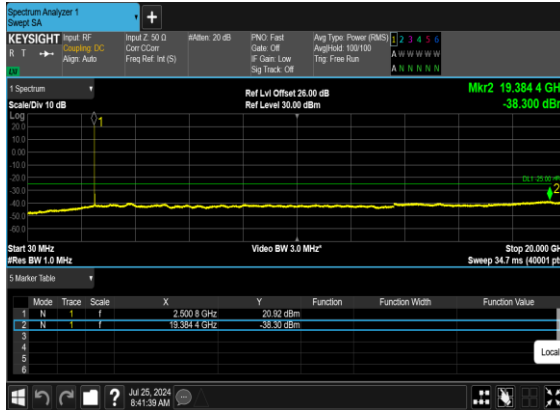 Spectrum Analyzer 1
Swept SA
KEYSIGHT Input: RF Input Z: 50 Ω #Atten: 20 dB PNO: Fast Avg Type: Power (RMS) 1 2 3 4 5 6
R T Coupling: DC Corr CCorr Gate: Off Avg|Hold: 100/100 A W W W W W
Align: Auto Freq Ref: Int (S) IF Gain: Low Trig: Free Run
Sig Track: Off A N N N N N
1 Spectrum
Ref Lvl Offset 26.00 dB Mkr2 19.384 4 GH
Scale/Div 10 dB Ref Level 30.00 dBm -38.300 dB
Log
20.0
10.0
0.00
-10.0
-20.0
DL1 -25.00
-30.0
-40.0
-50.0
-60.0
1
2
Start 30 MHz Video BW 3.0 MHz* Stop 20.000 GH
#Res BW 1.0 MHz Sweep 34.7 ms (40001 pt
5 Marker Table
Mode Trace Scale X Y Function Function Width Function Value
1 N 1 f 2.500 8 GHz 20.92 dBm
2 N 1 f 19.384 4 GHz -38.30 dBm
3
4
5
6
Local
Jul 25, 2024
8:41:39 AM